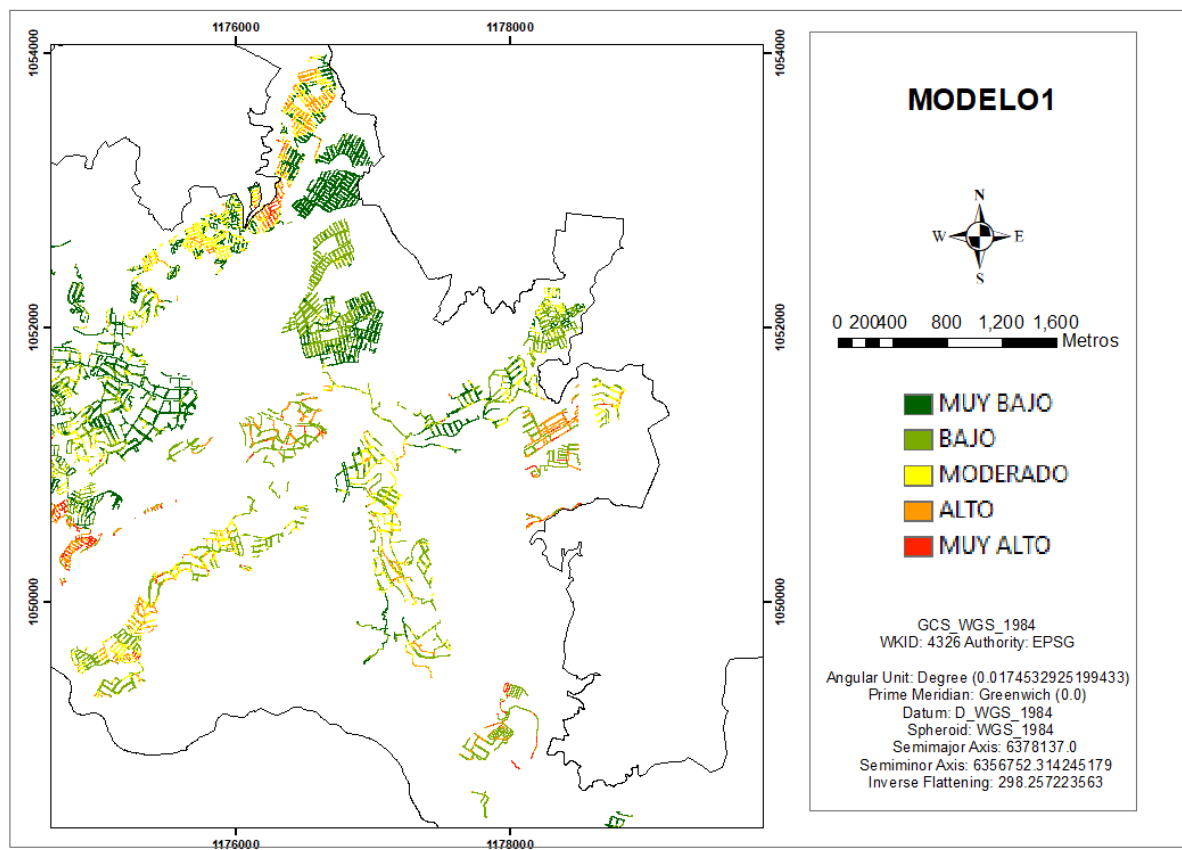 1176000
1178000
1054000
1054000
1052000
1052000
1050000
1050000
1176000
1178000
MODELO1
N
W
E
S
0 200400 800 1,200 1,600
Metros
MUY BAJO
BAJO
MODERADO
ALTO
MUY ALTO
GCS_WGS_1984
WKID: 4326 Authority: EPSG
Angular Unit: Degree (0.0174532925199433)
Prime Meridian: Greenwich (0.0)
Datum: D_WGS_1984
Spheroid: WGS_1984
Semimajor Axis: 6378137.0
Semiminor Axis: 6356752.314245179
Inverse Flattening: 298.257223563